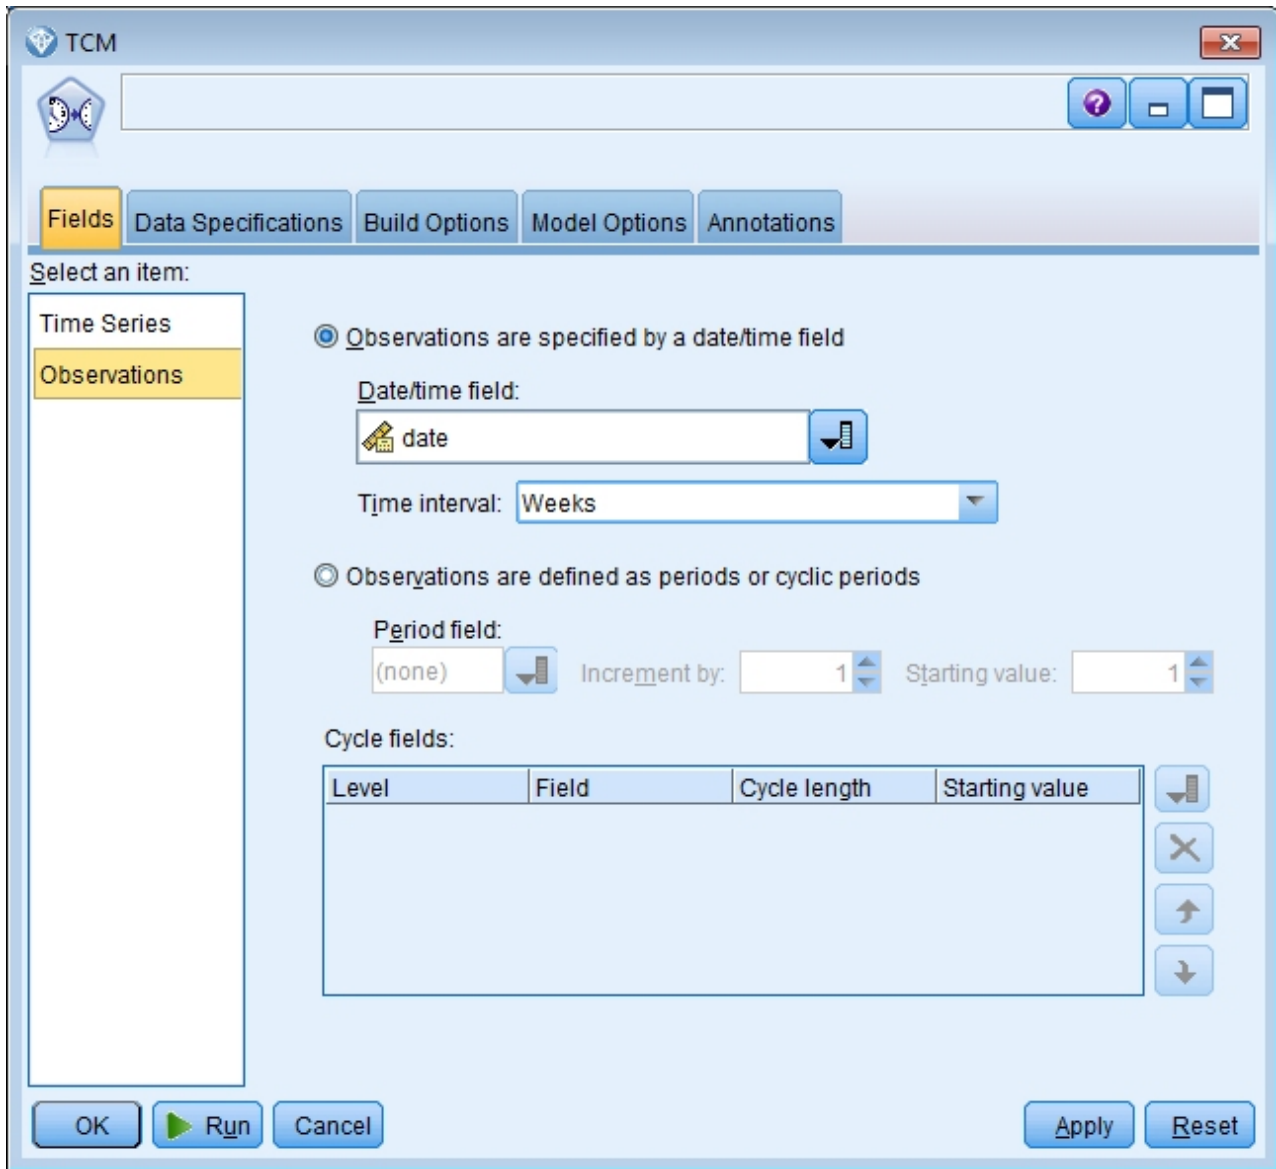 TCM
Fields Data Specifications Build Options Model Options Annotations
Select an item:
Time Series
Observations
Observations are specified by a date/time field
Date/time field:
date
Time interval: Weeks
Observations are defined as periods or cyclic periods
Period field:
(none) Increment by: 1 Starting value: 1
Cycle fields:
Level Field Cycle length Starting value
OK Run Cancel Apply Reset